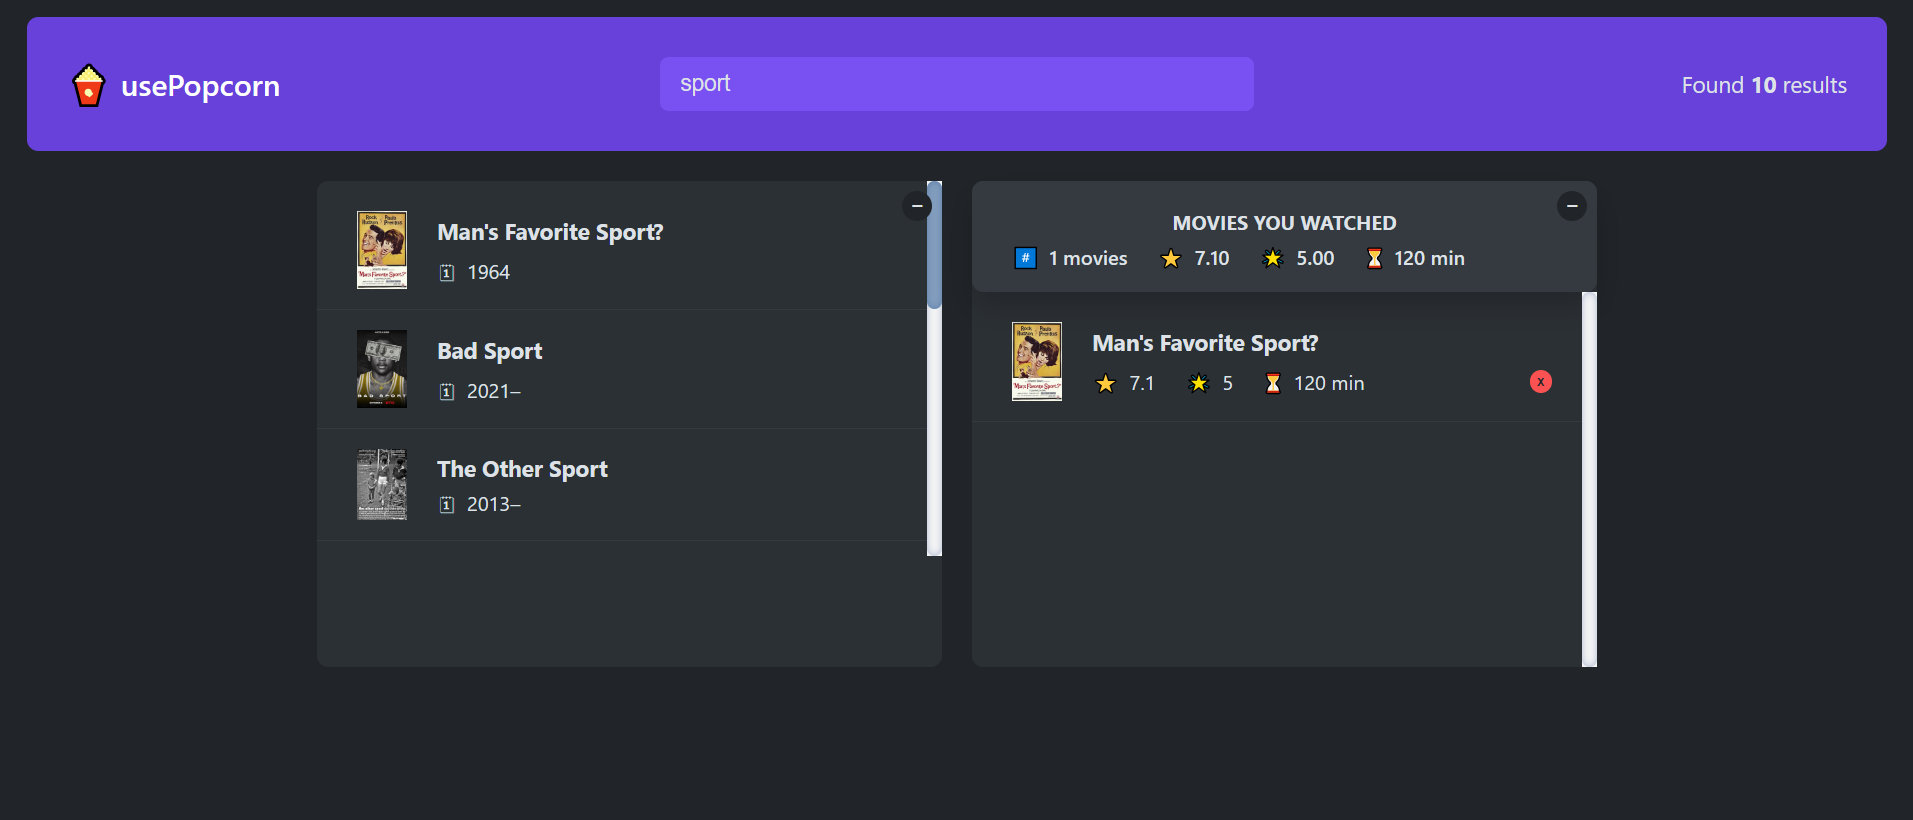 usePopcorn
sport
Found 10 results
Man's Favorite Sport?
1964
Bad Sport
2021–
The Other Sport
2013–
MOVIES YOU WATCHED
# 1 movies 7.10 5.00 120 min
Man's Favorite Sport?
7.1 5 120 min
x